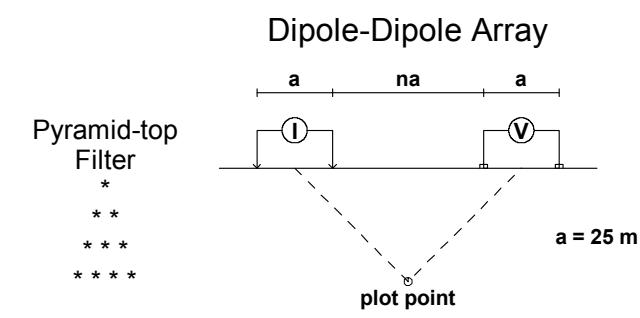 Dipole-Dipole Array
a na a
I V
Pyramid-top
Filter
*
* *
* * *
* * * *
a = 25 m
plot point